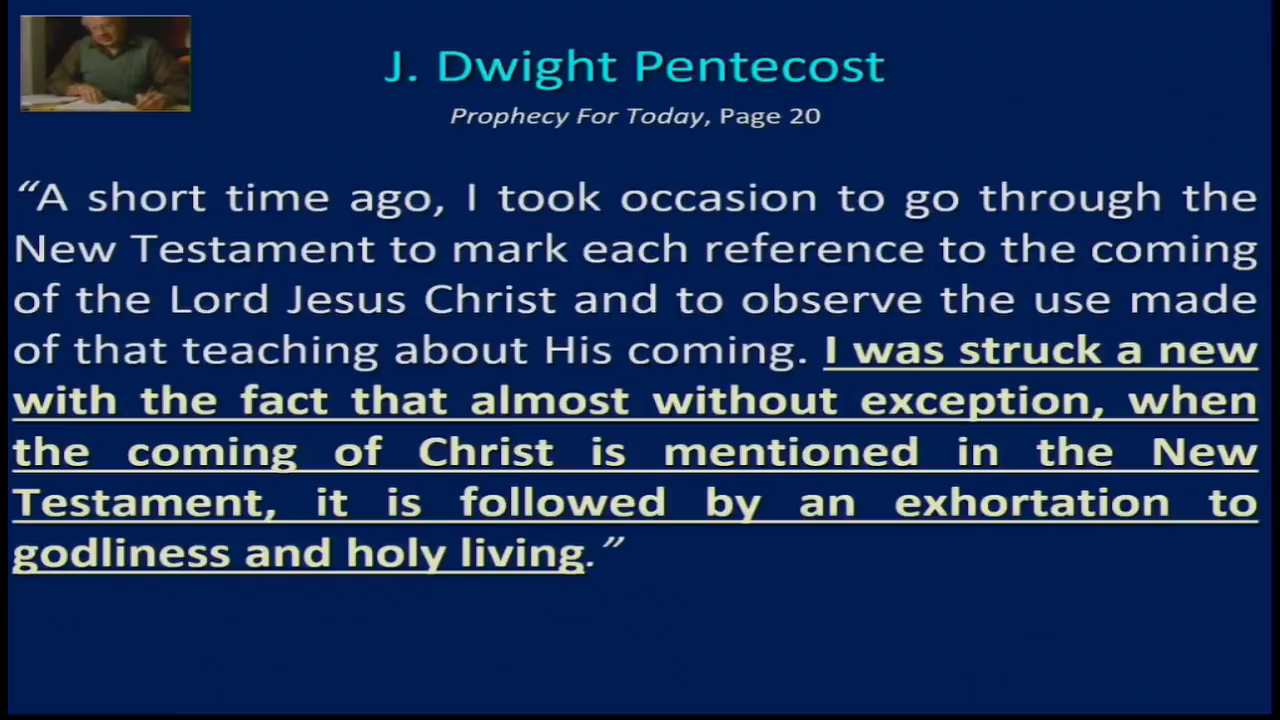 J. Dwight Pentecost
Prophecy For Today, Page 20
“A short time ago, I took occasion to go through the
New Testament to mark each reference to the coming
of the Lord Jesus Christ and to observe the use made
of that teaching about His coming. I was struck a new
with the fact that almost without exception, when
the coming of Christ is mentioned in the New
Testament, it is followed by an exhortation to
godliness and holy living.”